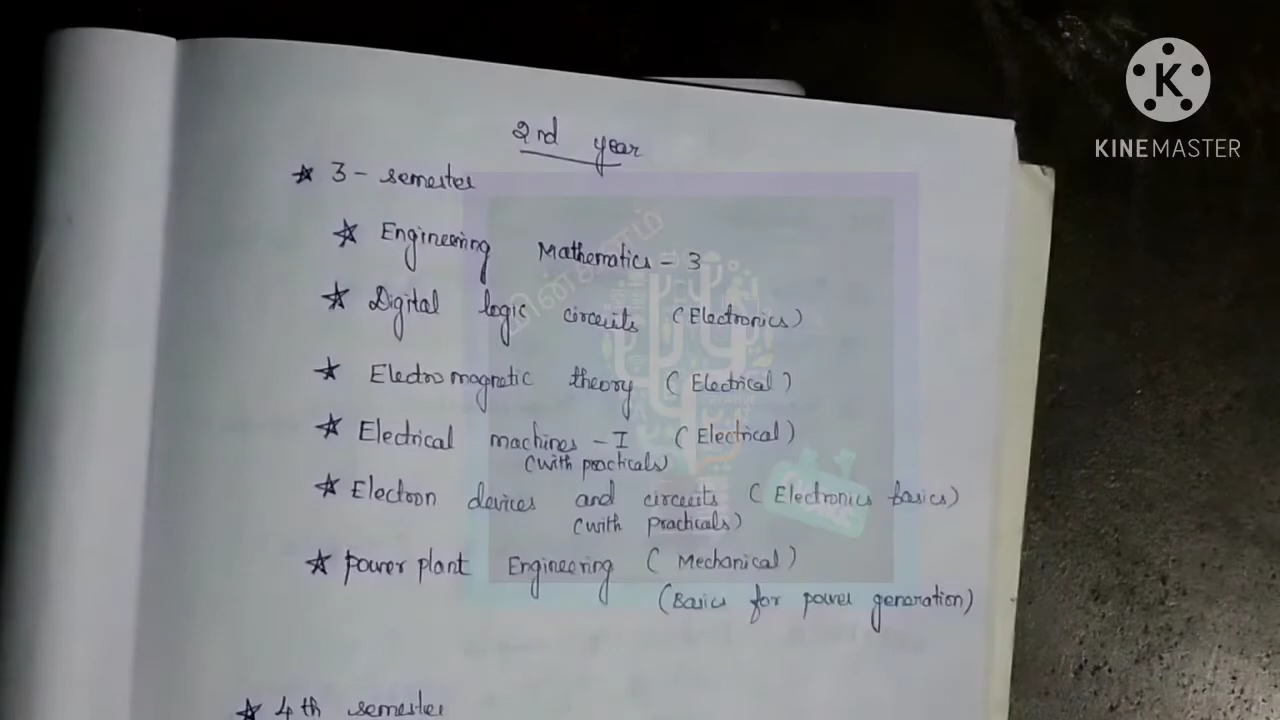 KINEMASTER
2nd year
☆ 3 - semester
☆ Engineering Mathematics - 3
☆ Digital logic circuits (Electronics)
☆ Electromagnetic theory (Electrical)
☆ Electrical machines - I (Electrical)
(with practicals)
☆ Electron devices and circuits (Electronics basics)
(with practicals)
☆ Power plant Engineering (Mechanical)
(Basics for power generation)
☆ 4th semester